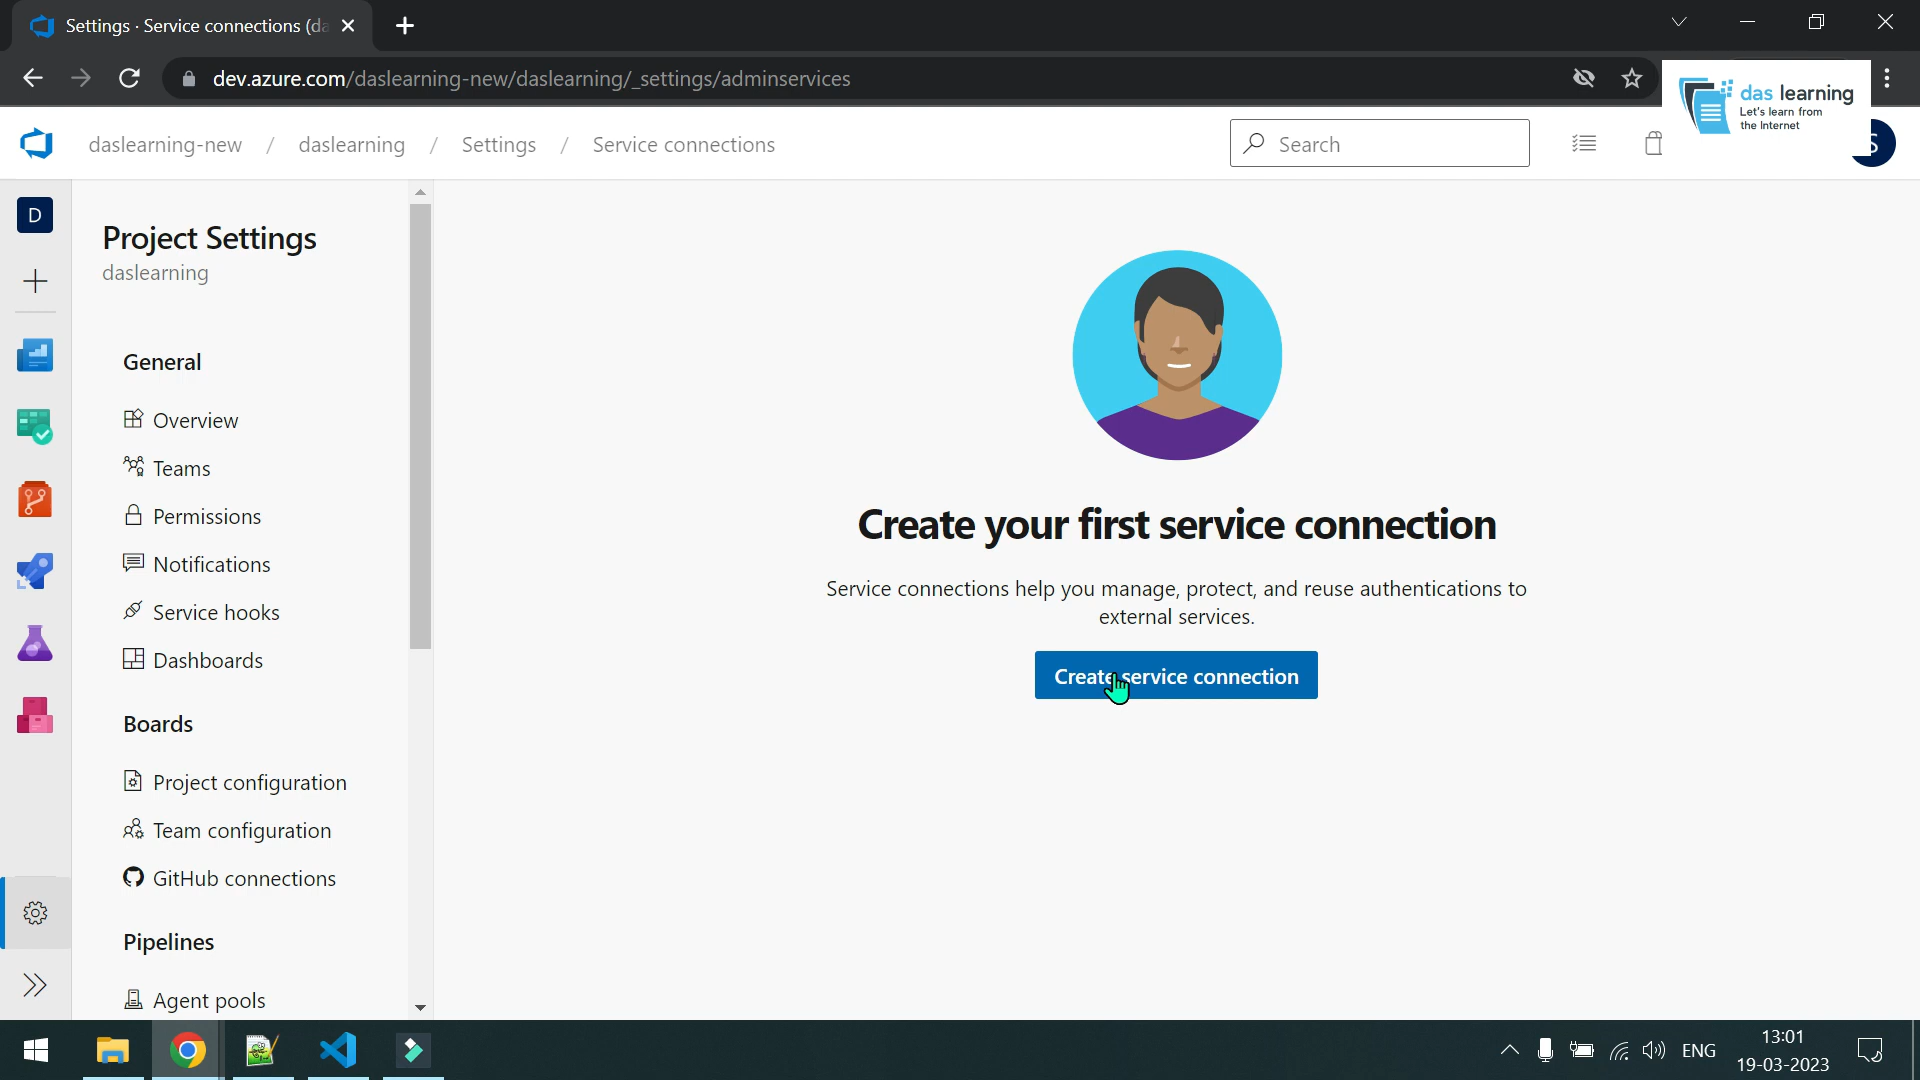 Settings · Service connections (da
dev.azure.com/daslearning-new/daslearning/_settings/adminservices
das learning
Let's learn from
the Internet
daslearning-new / daslearning / Settings / Service connections
Search
S
D
Project Settings
daslearning
General
Overview
Teams
Permissions
Notifications
Service hooks
Dashboards
Boards
Project configuration
Team configuration
GitHub connections
Pipelines
Agent pools
Create your first service connection
Service connections help you manage, protect, and reuse authentications to
external services.
Create service connection
ENG
13:01
19-03-2023